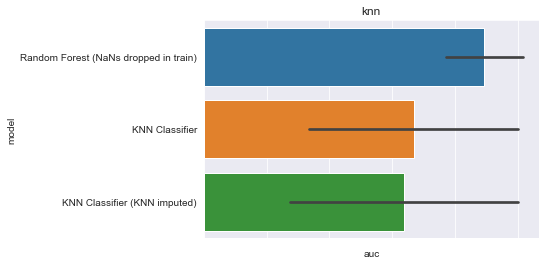 knn
Random Forest (NaNs dropped in train)
KNN Classifier
KNN Classifier (KNN imputed)
model
auc